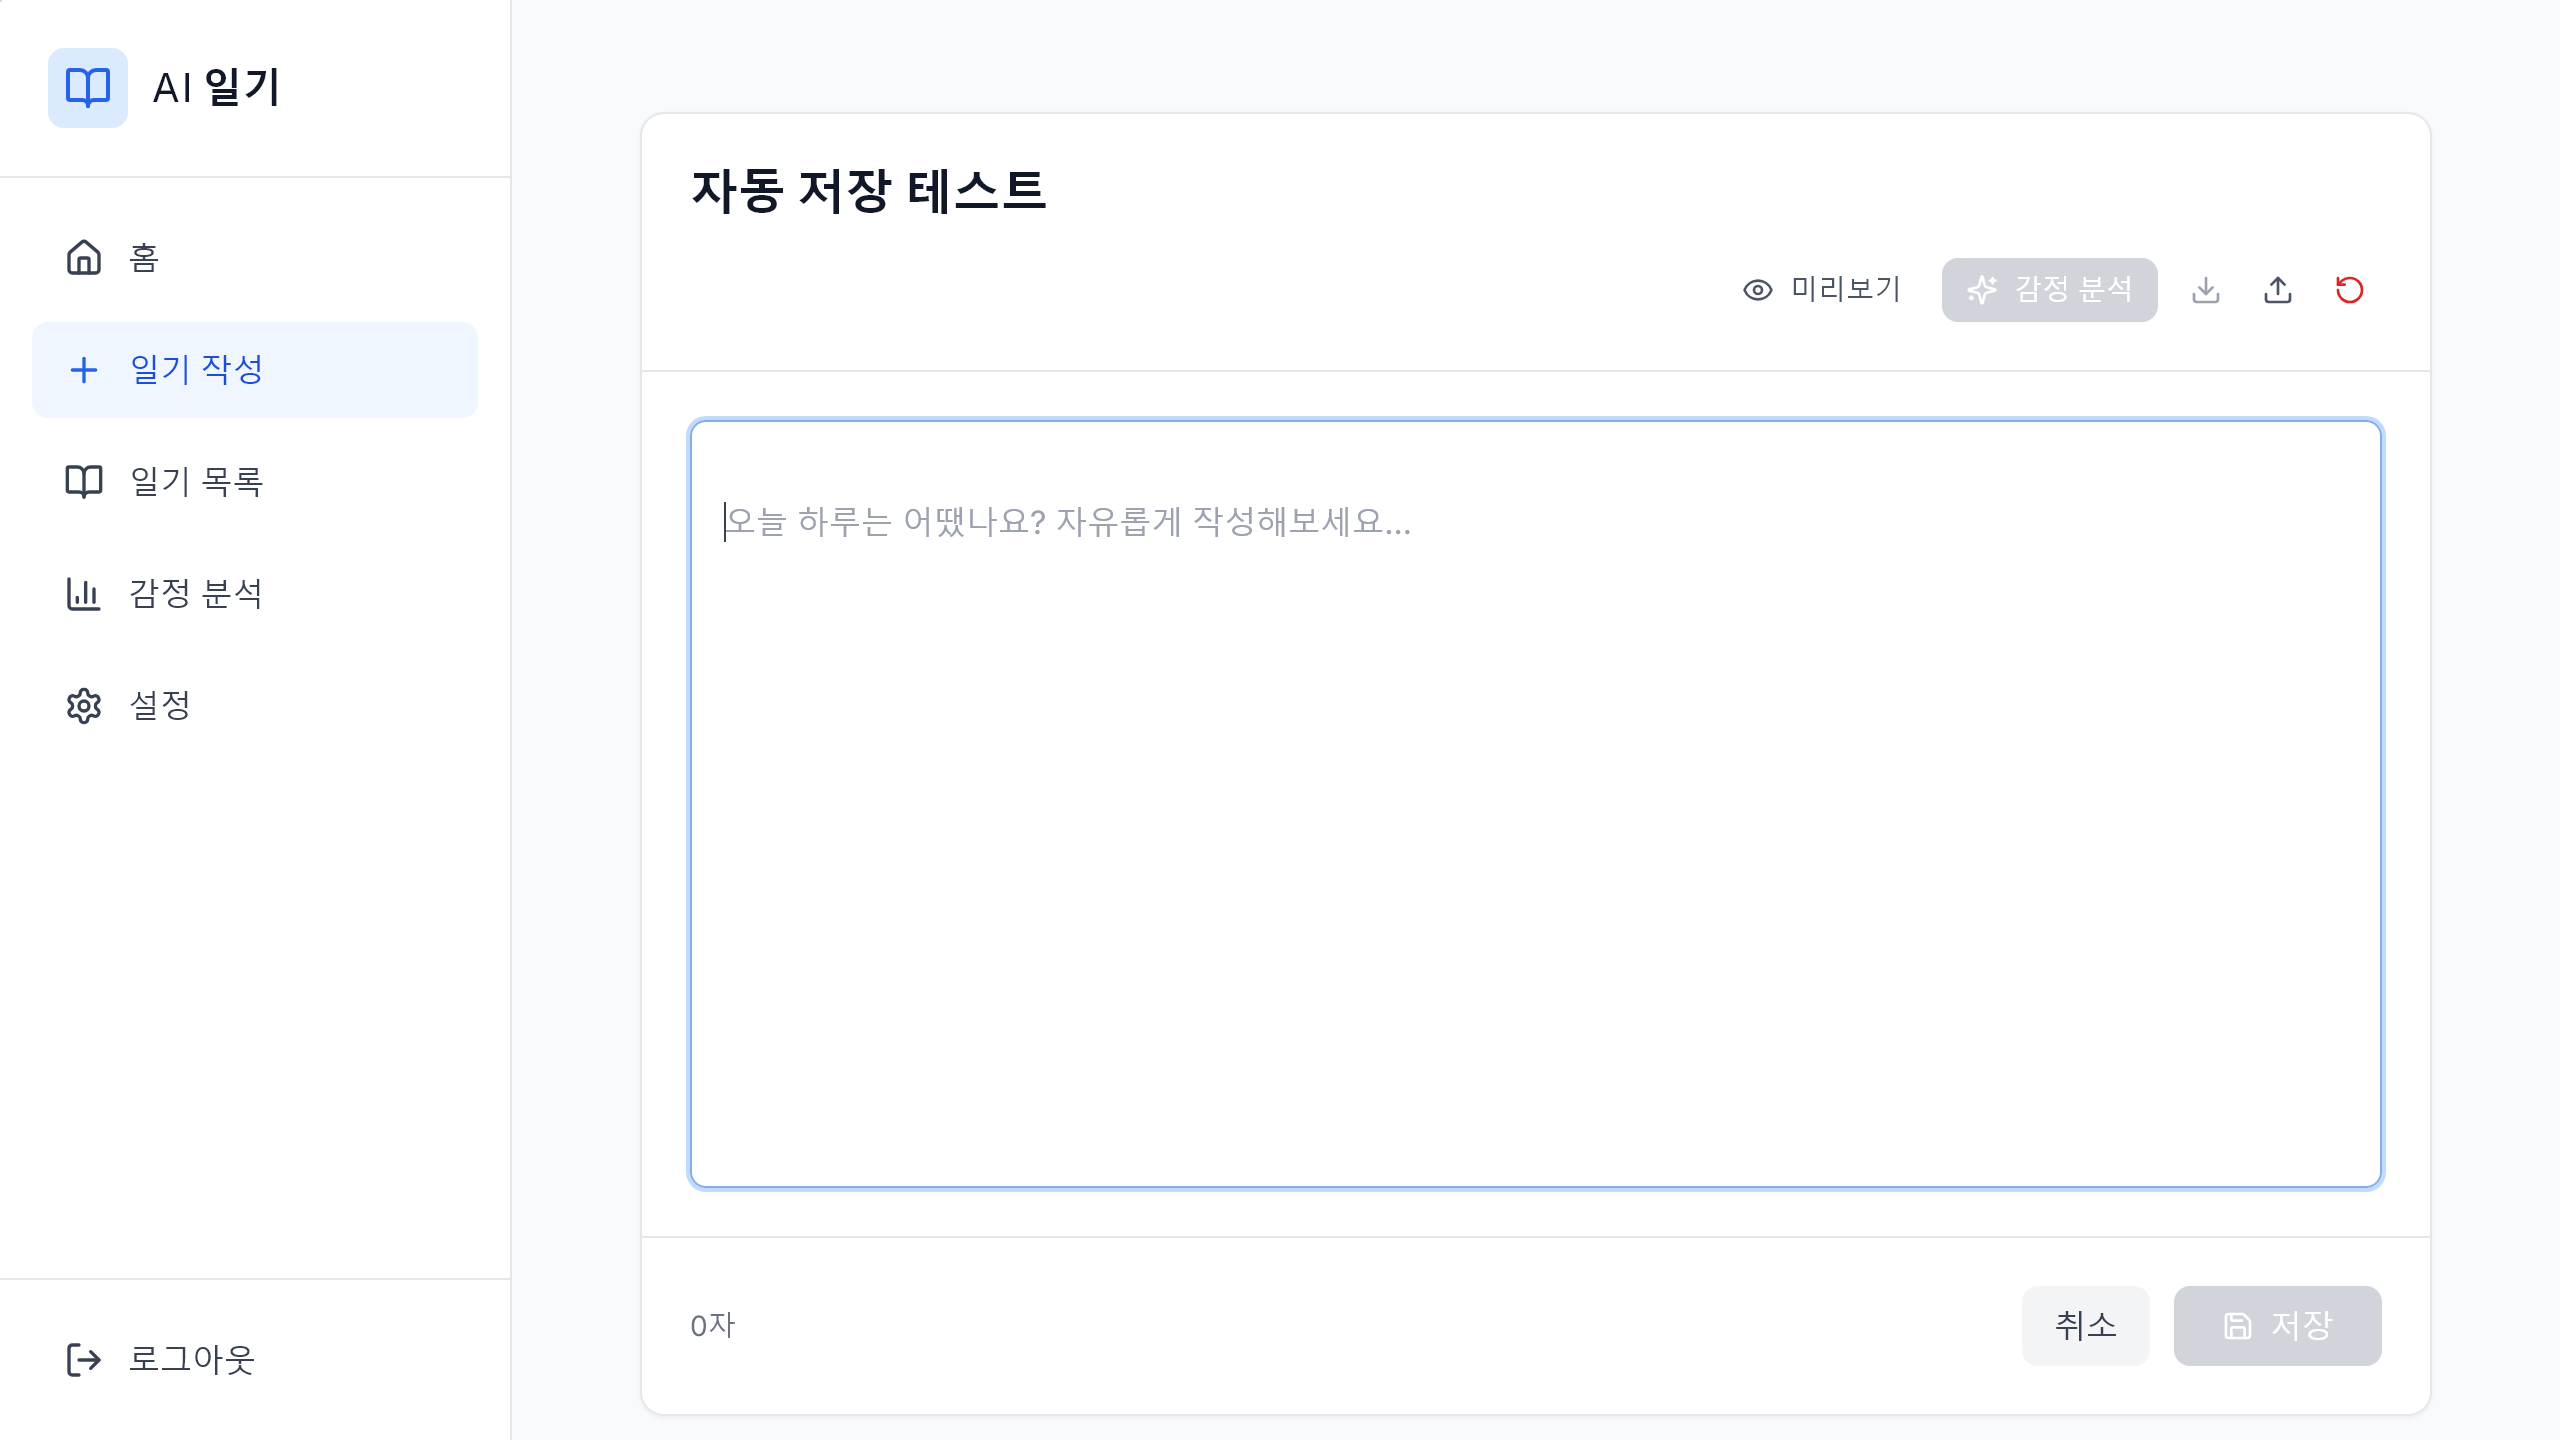 AI 일기
홈
일기 작성
일기 목록
감정 분석
설정
로그아웃
자동 저장 테스트
미리보기
감정 분석
오늘 하루는 어땠나요? 자유롭게 작성해보세요...
0자
취소
저장